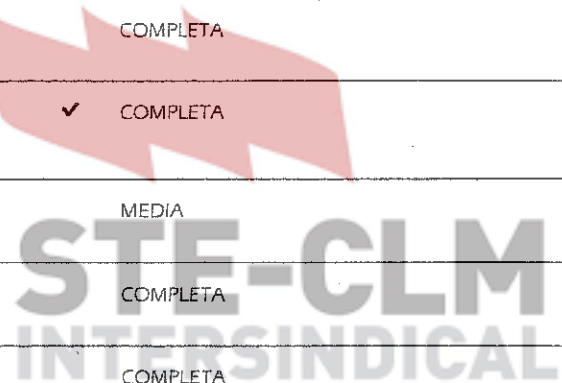 COMPLETA
✓ COMPLETA
MEDIA
STE-CLM
COMPLETA
INTERSINDICAL
COMPLETA